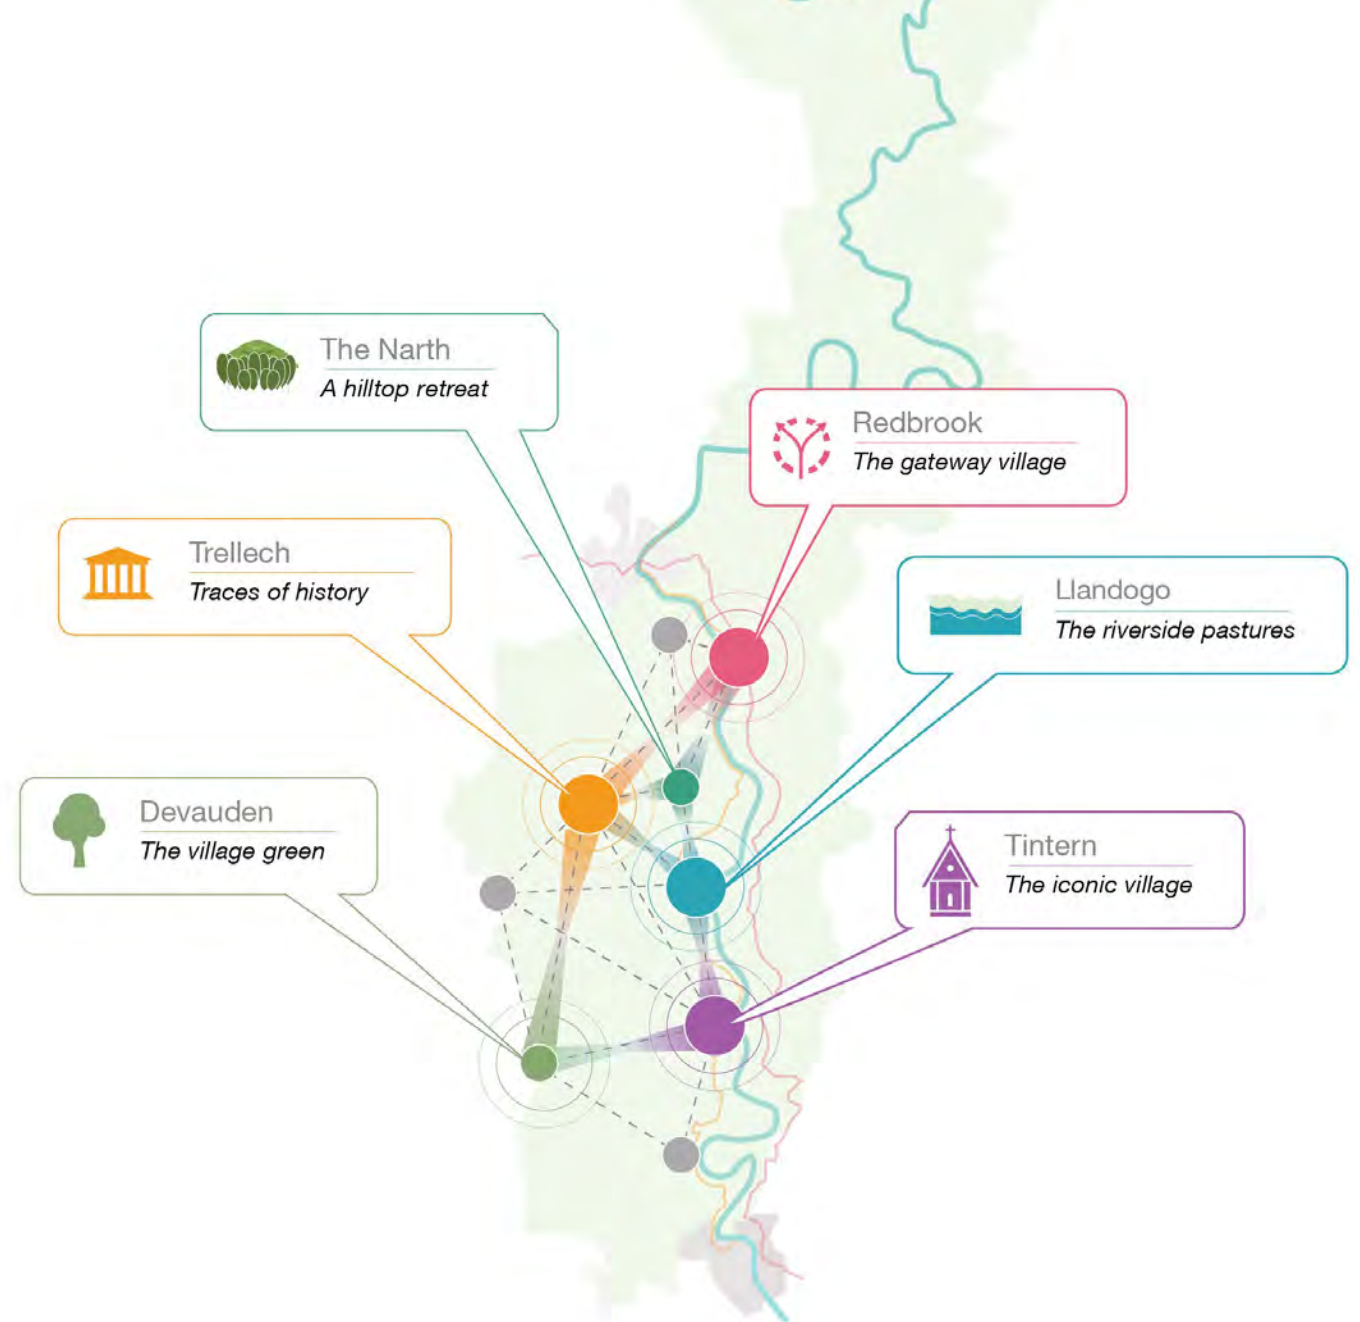 The Narth
A hilltop retreat
Redbrook
The gateway village
Trellech
Traces of history
Llandogo
The riverside pastures
Devauden
The village green
Tintern
The iconic village